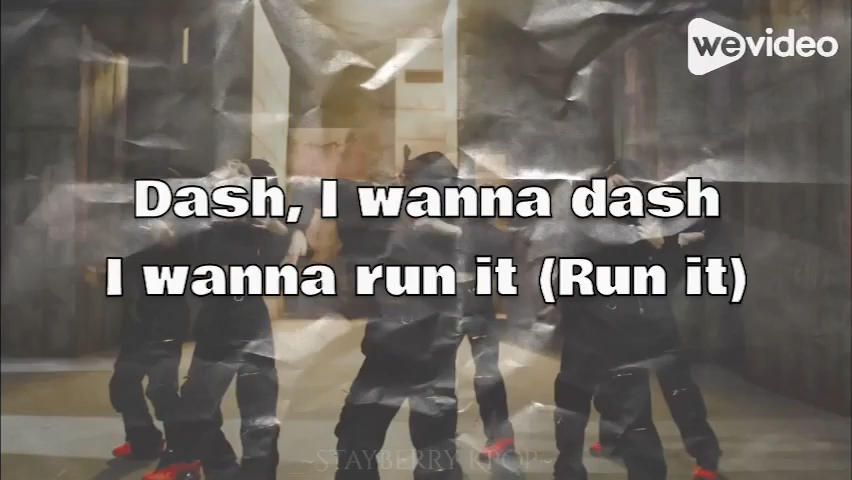 wevideo
Dash, I wanna dash
I wanna run it (Run it)
~STAYBERRY KPOP~